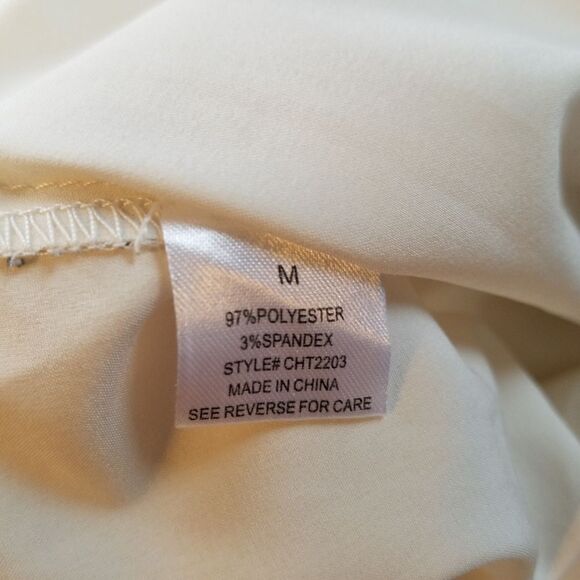 M
97%POLYESTER
3%SPANDEX
STYLE# CHT2203
MADE IN CHINA
SEE REVERSE FOR CARE